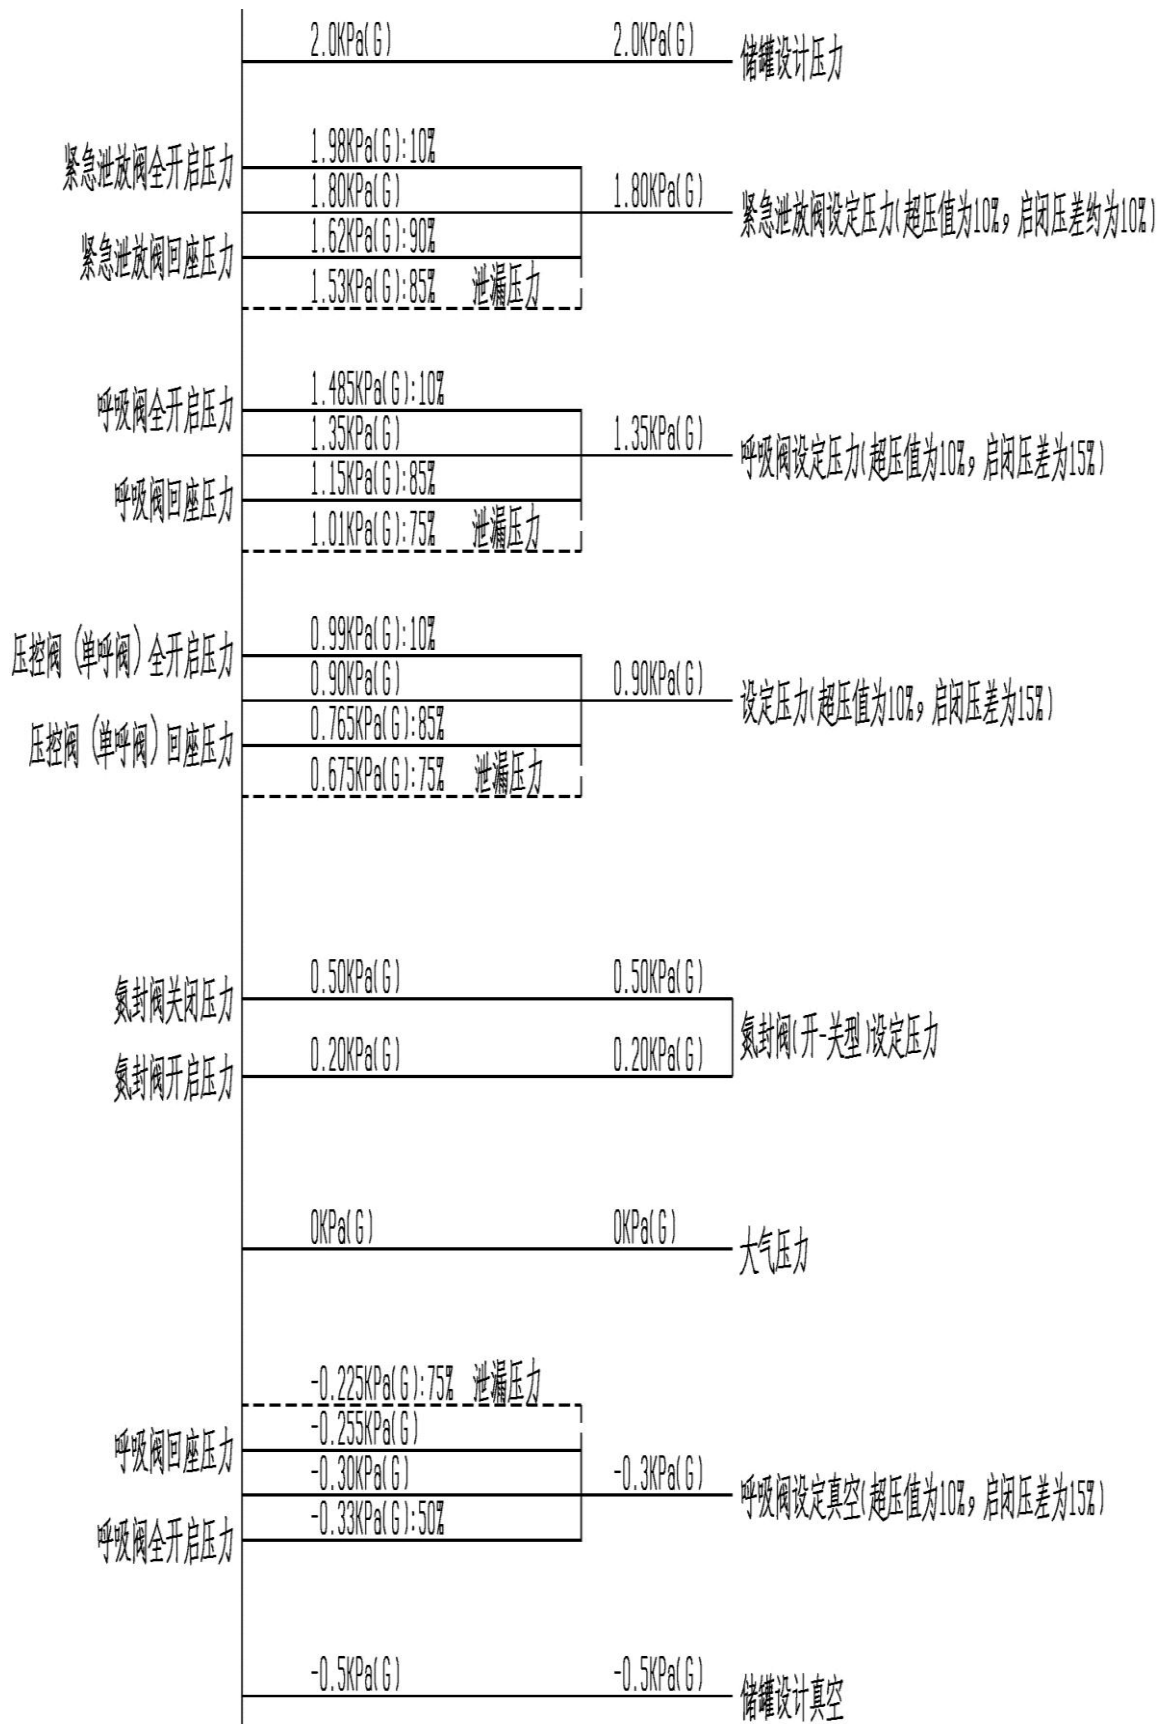 2.0KPa(G) 2.0KPa(G) 储罐设计压力
紧急泄放阀全开启压力 1.98KPa(G):10%
1.80KPa(G) 1.80KPa(G) 紧急泄放阀设定压力(超压值为10%,启闭压差约为10%)
紧急泄放阀回座压力 1.62KPa(G):90%
1.53KPa(G):85% 泄漏压力
呼吸阀全开启压力 1.485KPa(G):10%
1.35KPa(G) 1.35KPa(G) 呼吸阀设定压力(超压值为10%,启闭压差为15%)
呼吸阀回座压力 1.15KPa(G):85%
1.01KPa(G):75% 泄漏压力
压控阀(单呼阀)全开启压力 0.99KPa(G):10%
0.90KPa(G) 0.90KPa(G) 设定压力(超压值为10%,启闭压差为15%)
压控阀(单呼阀)回座压力 0.765KPa(G):85%
0.675KPa(G):75% 泄漏压力
氮封阀关闭压力 0.50KPa(G) 0.50KPa(G)
氮封阀(开-关型)设定压力
氮封阀开启压力 0.20KPa(G) 0.20KPa(G)
0KPa(G) 0KPa(G) 大气压力
-0.225KPa(G):75% 泄漏压力
呼吸阀回座压力 -0.255KPa(G)
-0.30KPa(G) -0.3KPa(G) 呼吸阀设定真空(超压值为10%,启闭压差为15%)
呼吸阀全开启压力 -0.33KPa(G):50%
-0.5KPa(G) -0.5KPa(G) 储罐设计真空